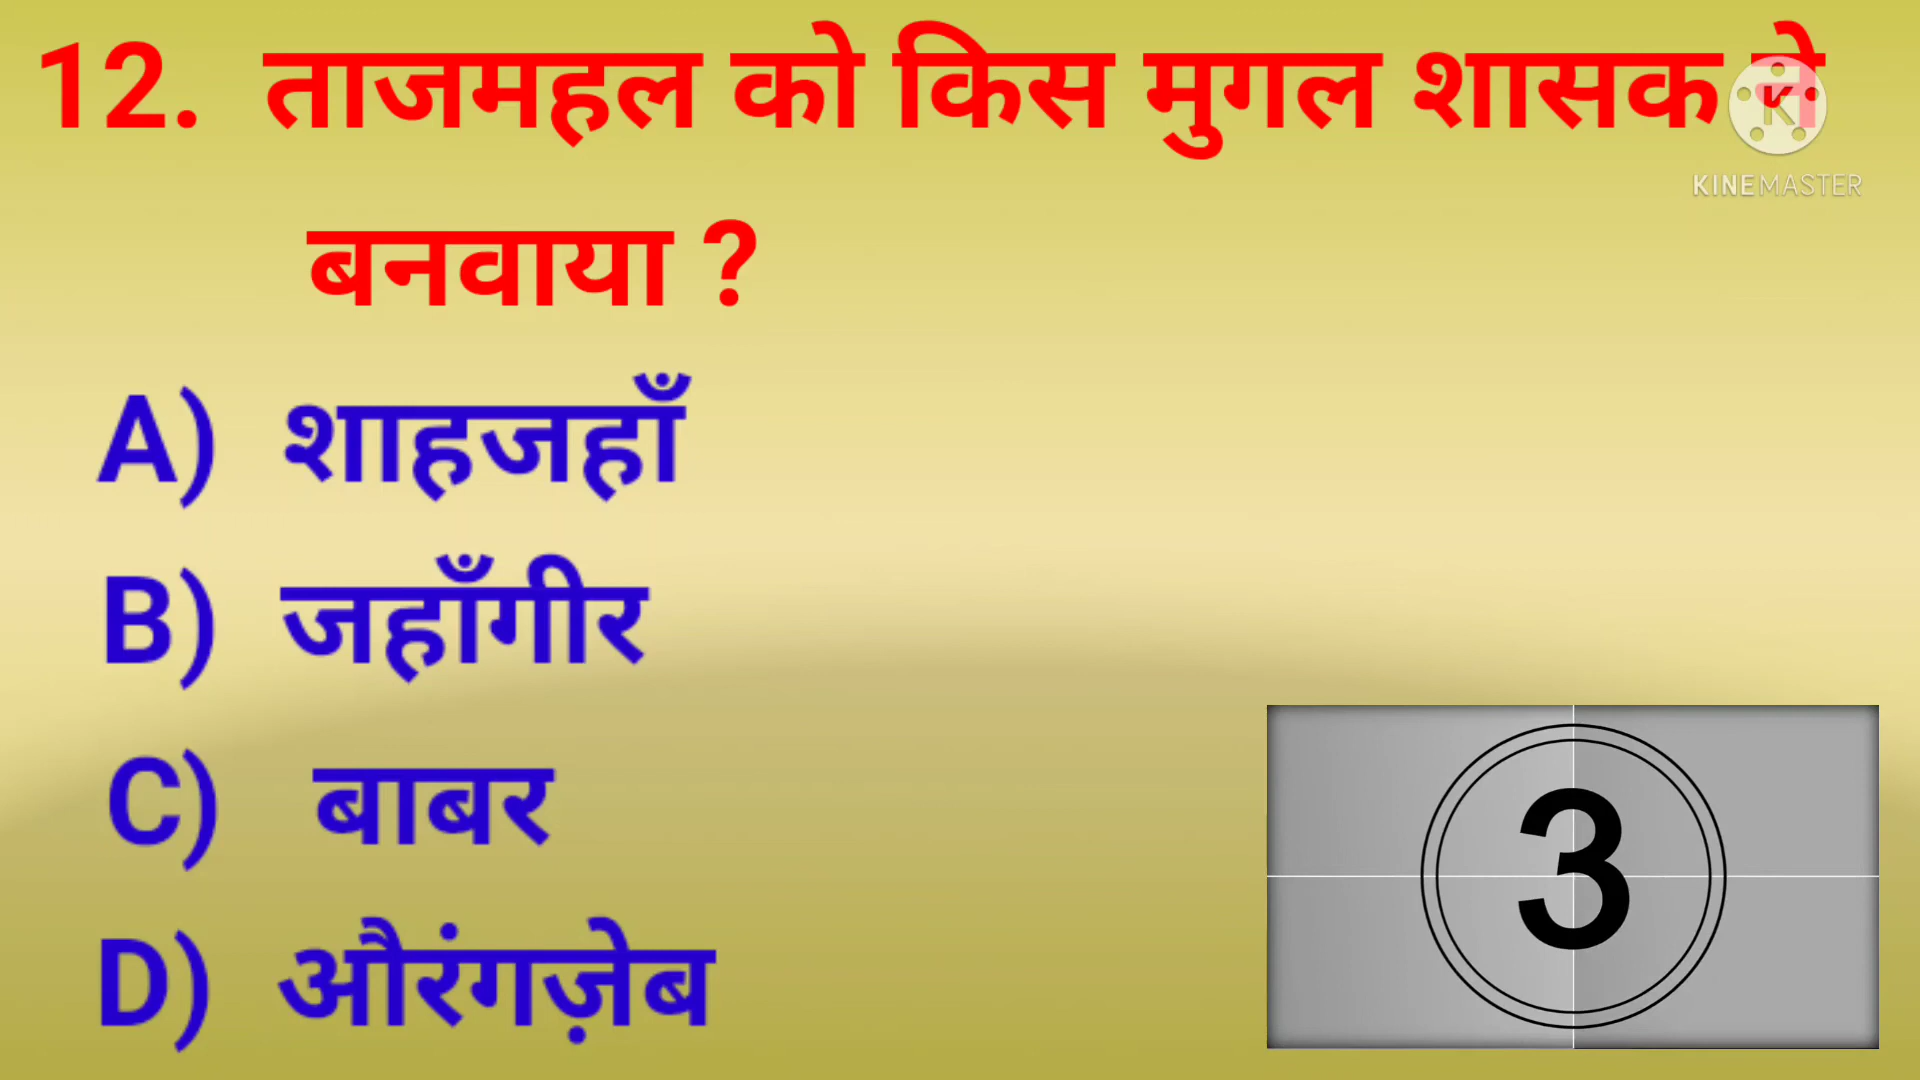 12. ताजमहल को किस मुगल शासक ने
KINEMASTER
बनवाया ?
A) शाहजहाँ
B) जहाँगीर
C) बाबर
D) औरंगज़ेब
3